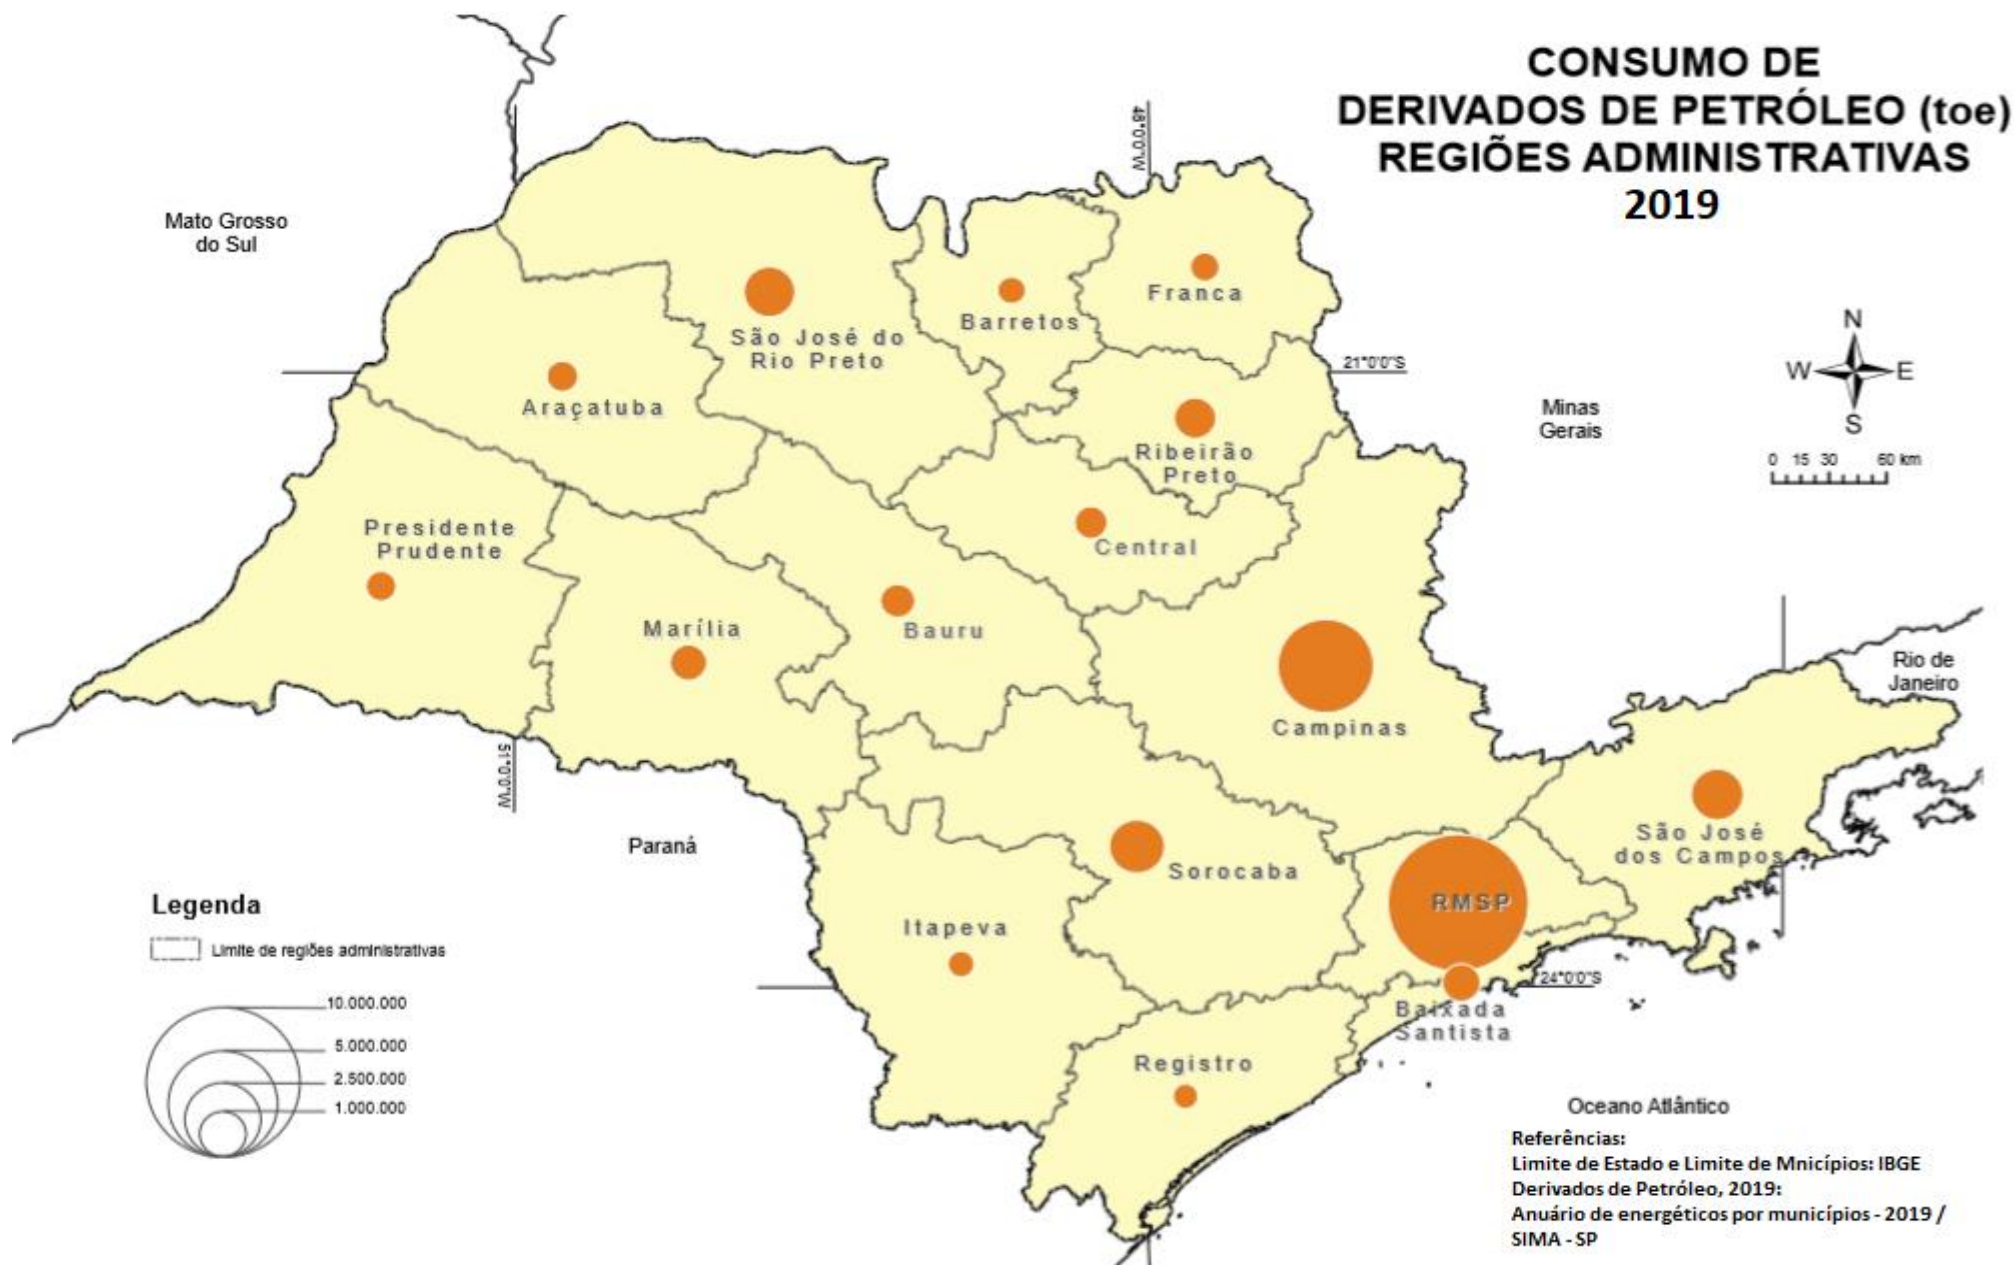 CONSUMO DE
DERIVADOS DE PETRÓLEO (toe)
REGIÕES ADMINISTRATIVAS
2019
48°0'0"W
Mato Grosso
do Sul
Franca
Barretos
São José do
Rio Preto
21°0'0"S
Araçatuba
Minas
Gerais
N
W
E
S
0 15 30 60 km
Ribeirão
Preto
Presidente
Prudente
Central
Marília
Bauru
Rio de
Janeiro
Campinas
51°0'0"W
São José
dos Campos
Paraná
Sorocaba
RMSP
Itapeva
24°0'0"S
Baixada
Santista
Registro
Oceano Atlântico
Legenda
Limite de regiões administrativas
10.000.000
5.000.000
2.500.000
1.000.000
Referências:
Limite de Estado e Limite de Mnicípios: IBGE
Derivados de Petróleo, 2019:
Anuário de energéticos por municípios - 2019 /
SIMA - SP